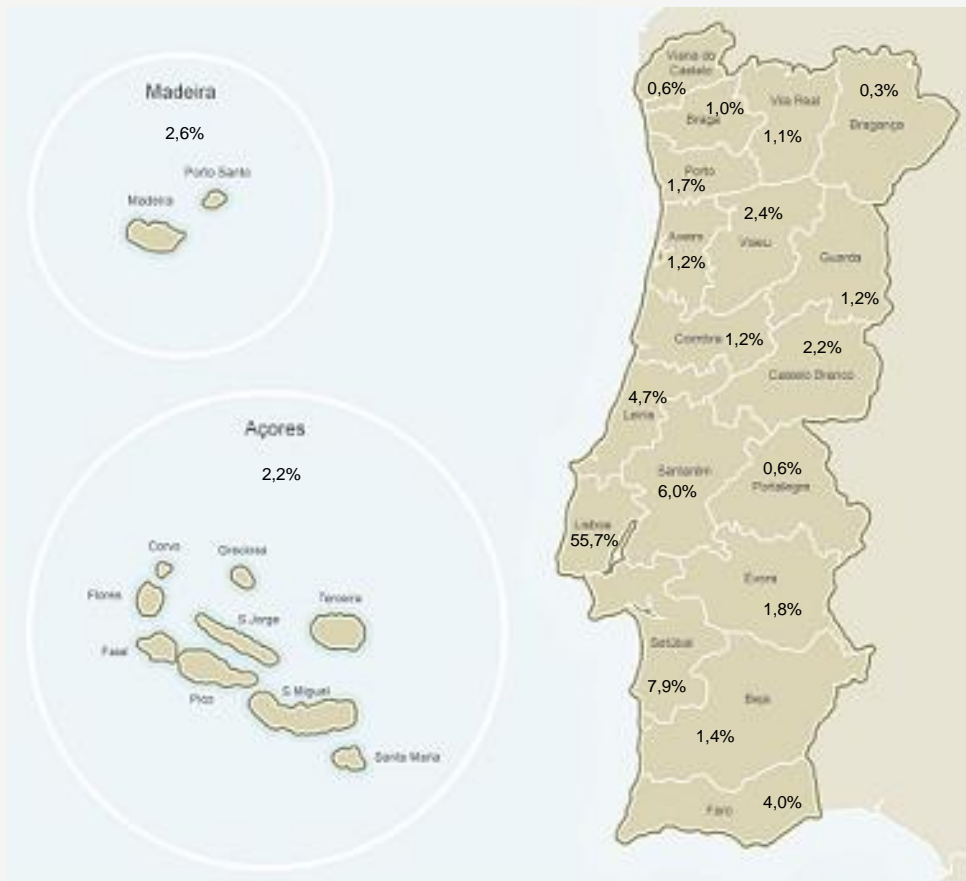 Madeira
2,6%
Porto Santo
Madeira
Açores
2,2%
Corvo
Graciosa
Flores
Terceira
S. Jorge
Faial
Pico
S. Miguel
Santa Maria
Viana do
Castelo
0,6%
1,0%
Braga
Vila Real
1,1%
0,3%
Bragança
Porto
1,7%
2,4%
Viseu
Aveiro
1,2%
Guarda
1,2%
Coimbra 1,2%
2,2%
Castelo Branco
4,7%
Leiria
Santarém
6,0%
0,6%
Portalegre
Lisboa
55,7%
Évora
1,8%
Setúbal
7,9%
Beja
1,4%
Faro
4,0%